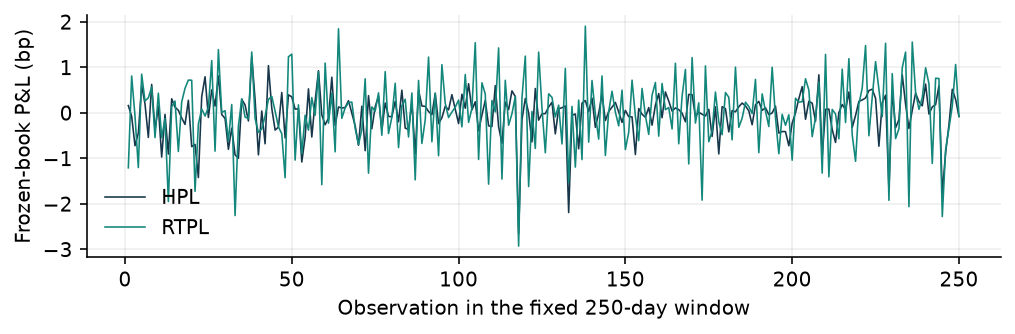 Frozen-book P&L (bp)
2
1
0
−1
−2
−3
HPL
RTPL
0 50 100 150 200 250
Observation in the fixed 250-day window